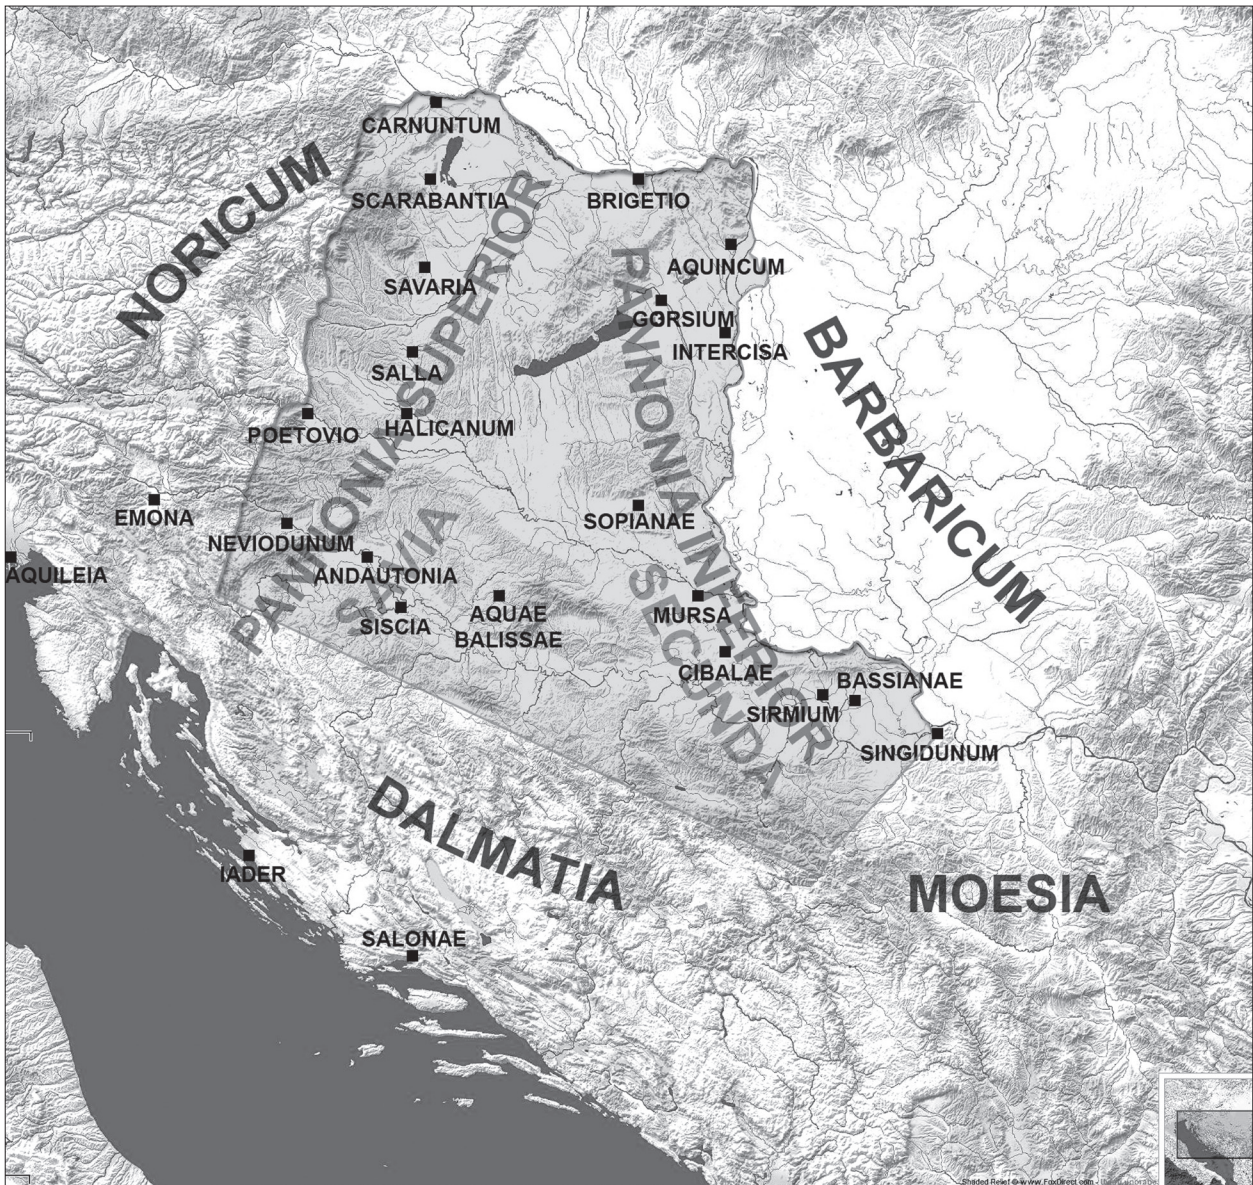 CARNUNTUM
NORICUM
SCARABANTIA
BRIGETIO
PANNONIA SUPERIOR
AQUINCUM
SAVARIA
GORSIUM
PANNONIA INFERIOR
INTERCISA
BARBARICUM
SALLA
POETOVIO
HALICANUM
EMONA
SOPIANAE
NEVIODUNUM
AQUILEIA
ANDAUTONIA
SAVIA
SISCIA
AQUAE
BALISSAE
MURSA
SECUNDA
CIBALAE
BASSIANAE
SIRMIUM
SINGIDUNUM
DALMATIA
IADER
MOESIA
SALONAE
Shaded Relief © www.FoxDirect.com -